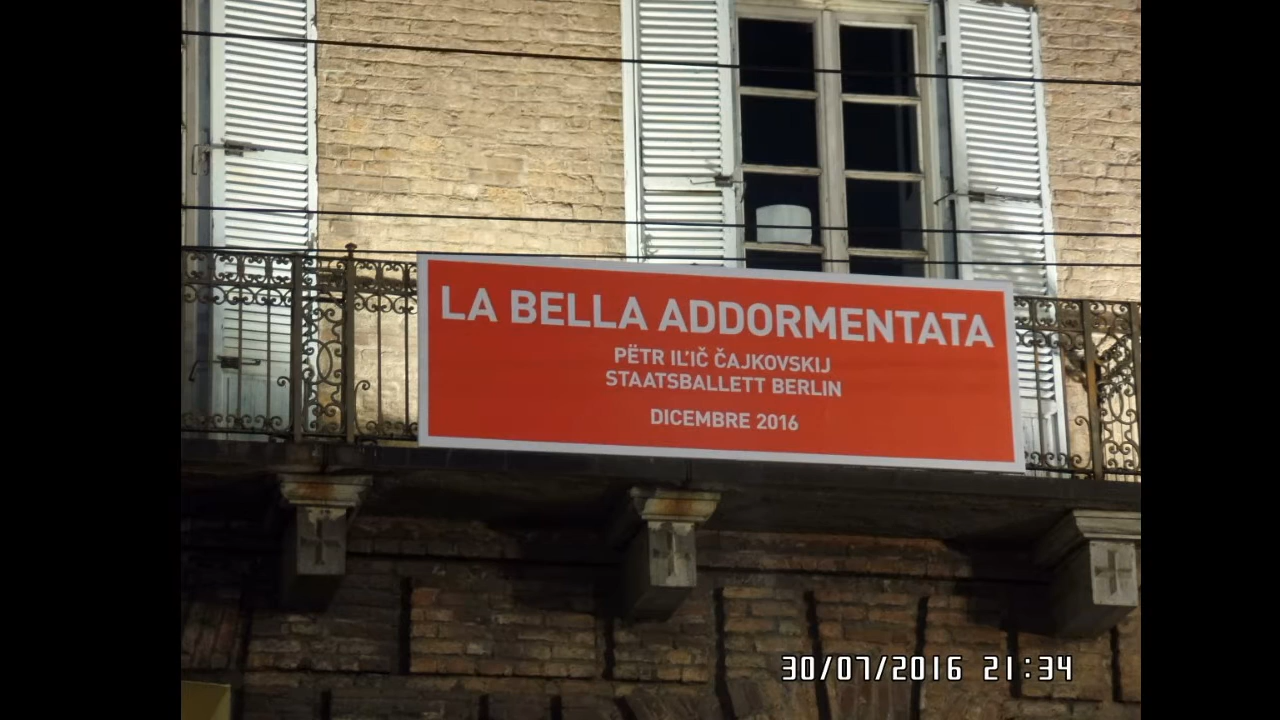 LA BELLA ADDORMENTATA
PËTR IL'IČ ČAJKOVSKIJ
STAATSBALLETT BERLIN
DICEMBRE 2016
30/07/2016 21:34